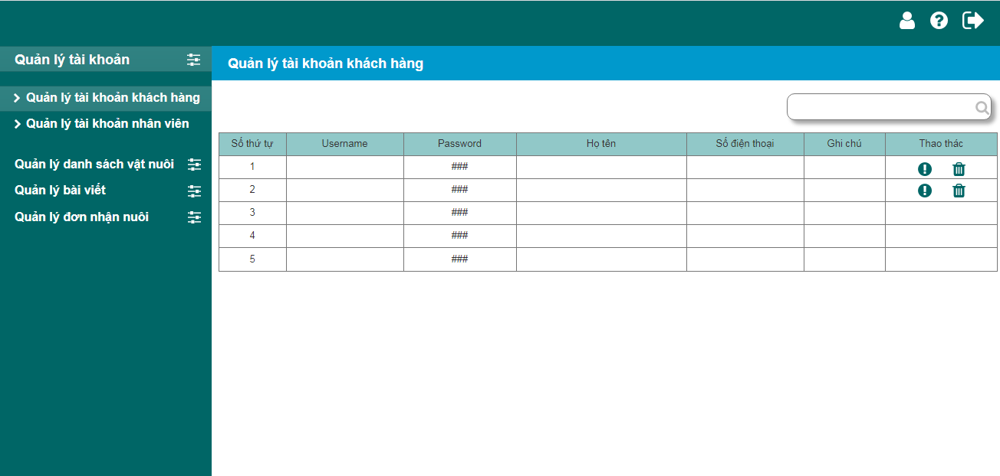 Quản lý tài khoản
Quản lý tài khoản khách hàng
Quản lý tài khoản nhân viên
Quản lý danh sách vật nuôi
Quản lý bài viết
Quản lý đơn nhận nuôi
Quản lý tài khoản khách hàng
Số thứ tự Username Password Họ tên Số điện thoại Ghi chú Thao thác
1 ###
2 ###
3 ###
4 ###
5 ###